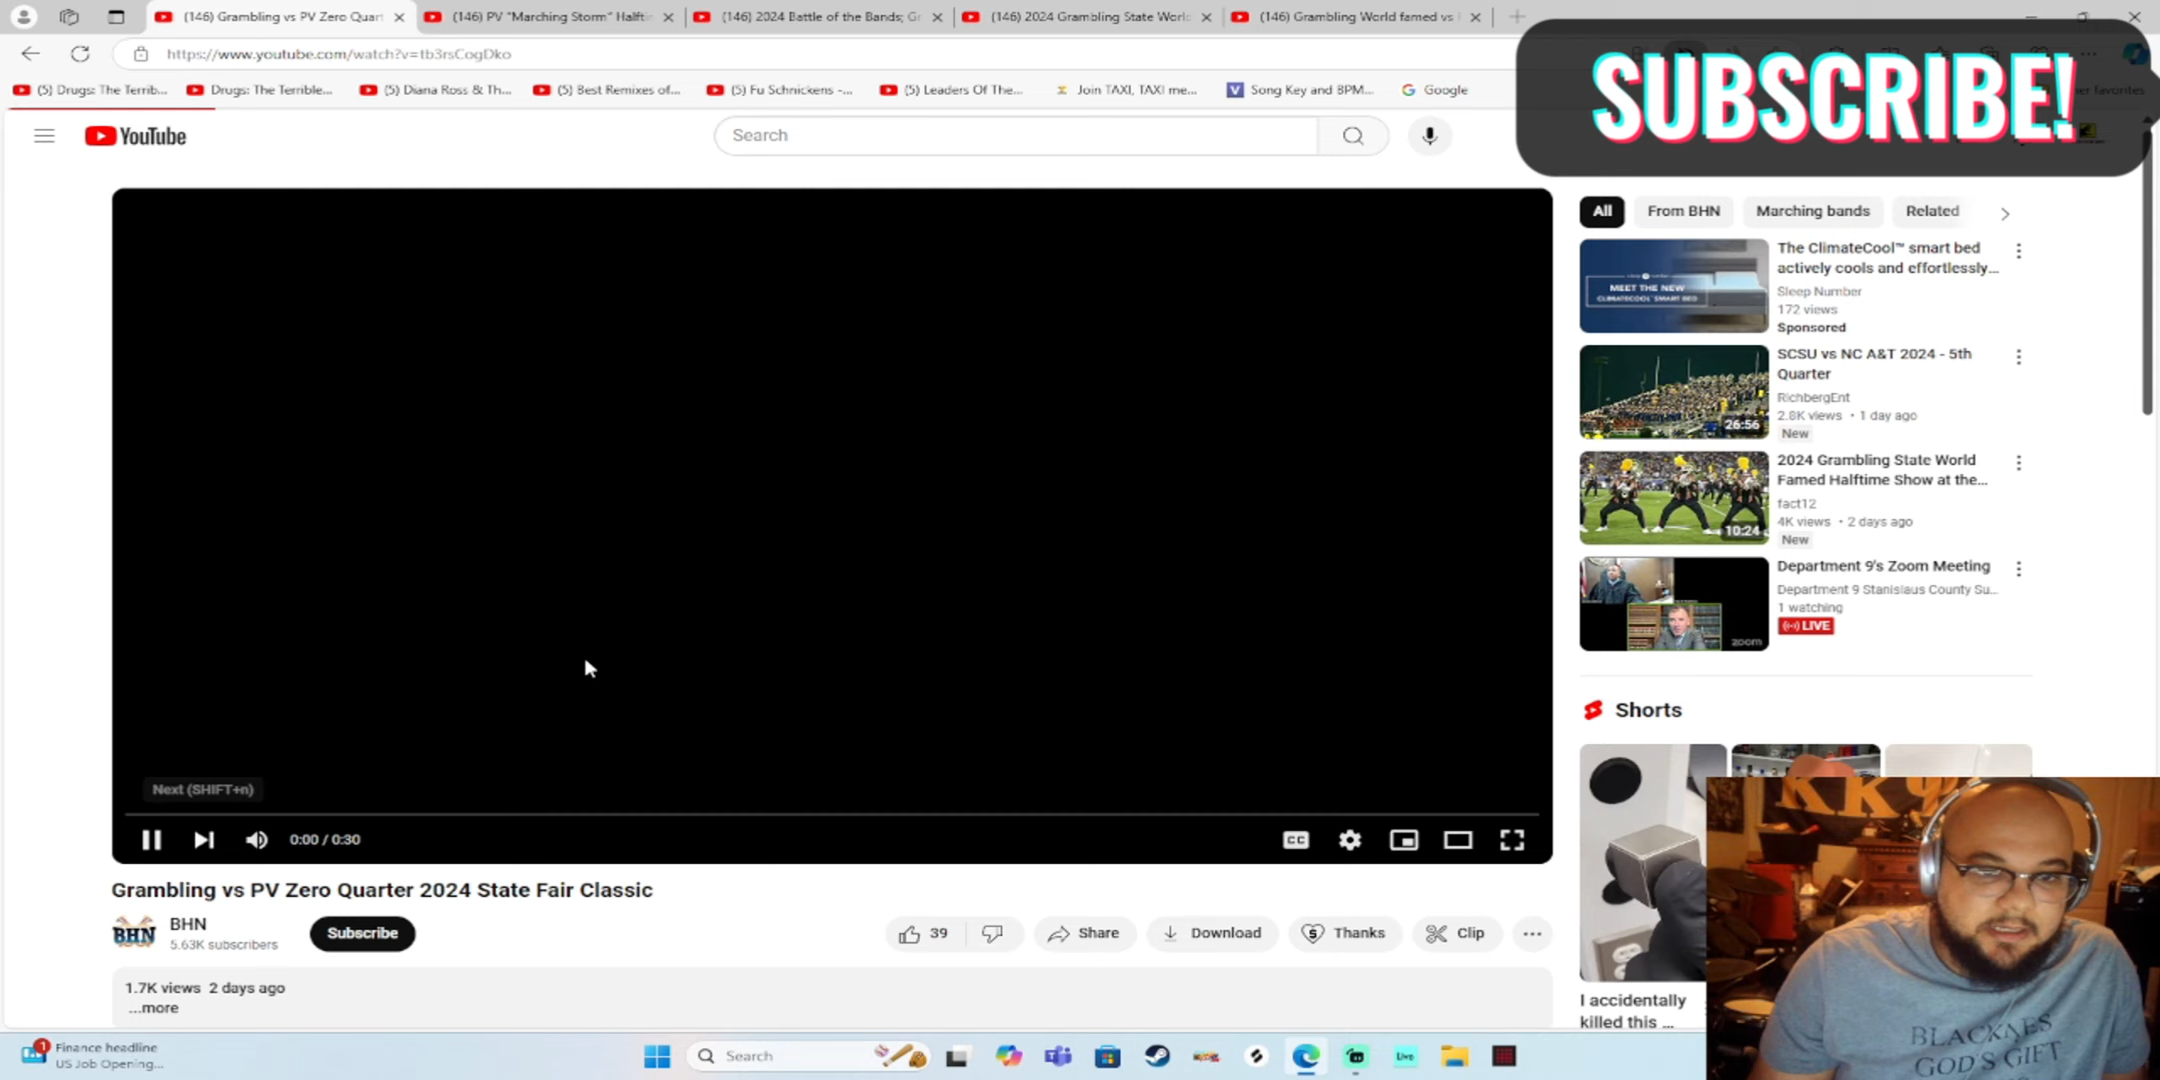 (146) Grambling vs PV Zero Quart
(146) PV "Marching Storm" Halfti
(146) 2024 Battle of the Bands; Gr
(146) 2024 Grambling State World
(146) Grambling World famed vs
https://www.youtube.com/watch?v=tb3rsCogDko
(5) Drugs: The Terrib...
Drugs: The Terrible...
(5) Diana Ross & Th...
(5) Best Remixes of...
(5) Fu Schnickens -...
(5) Leaders Of The...
Join TAXI, TAXI me...
Song Key and BPM...
Google
favorites
SUBSCRIBE!
YouTube
Search
All
From BHN
Marching bands
Related
MEET THE NEW
CLIMATECOOL SMART BED
The ClimateCool™ smart bed
actively cools and effortlessly...
Sleep Number
172 views
Sponsored
26:56
SCSU vs NC A&T 2024 - 5th
Quarter
RichbergEnt
2.8K views • 1 day ago
New
10:24
2024 Grambling State World
Famed Halftime Show at the...
fact12
4K views • 2 days ago
New
zoom
Department 9's Zoom Meeting
Department 9 Stanislaus County Su...
1 watching
LIVE
Shorts
I accidentally
killed this ...
Next (SHIFT+n)
0:00 / 0:30
CC
Grambling vs PV Zero Quarter 2024 State Fair Classic
BHN
BHN
5.63K subscribers
Subscribe
39
Share
Download
Thanks
Clip
1.7K views 2 days ago
...more
KKΨ
BLACKNES
GOD'S GIFT
1
Finance headline
US Job Opening...
Search
Live